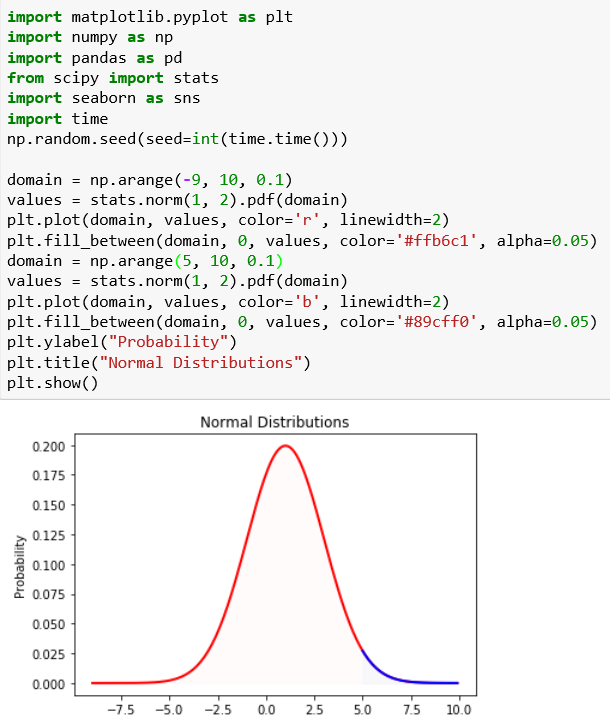 import matplotlib.pyplot as plt
import numpy as np
import pandas as pd
from scipy import stats
import seaborn as sns
import time
np.random.seed(seed=int(time.time()))

domain = np.arange(-9, 10, 0.1)
values = stats.norm(1, 2).pdf(domain)
plt.plot(domain, values, color='r', linewidth=2)
plt.fill_between(domain, 0, values, color='#ffb6c1', alpha=0.05)
domain = np.arange(5, 10, 0.1)
values = stats.norm(1, 2).pdf(domain)
plt.plot(domain, values, color='b', linewidth=2)
plt.fill_between(domain, 0, values, color='#89cff0', alpha=0.05)
plt.ylabel("Probability")
plt.title("Normal Distributions")
plt.show()
Normal Distributions
Probability
0.200
0.175
0.150
0.125
0.100
0.075
0.050
0.025
0.000
−7.5 −5.0 −2.5 0.0 2.5 5.0 7.5 10.0